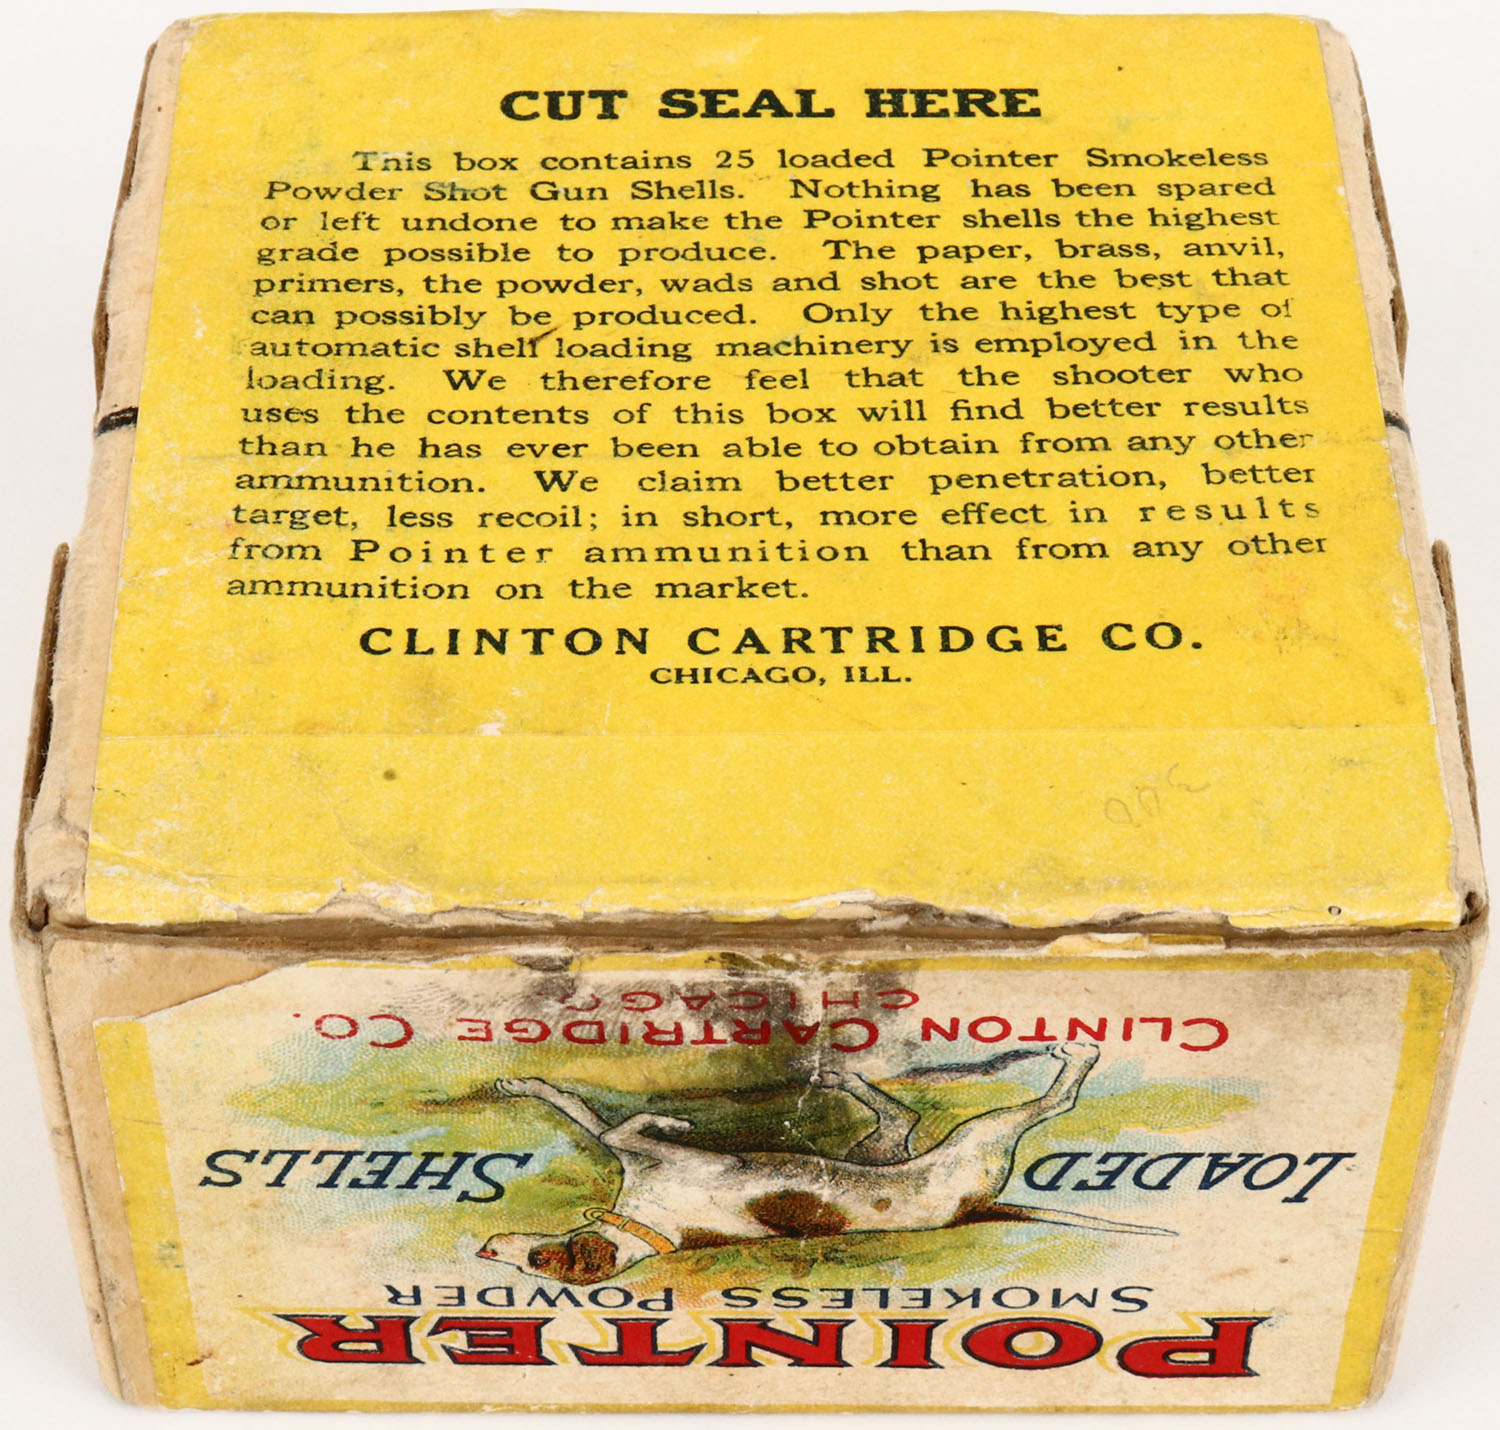 CUT SEAL HERE
This box contains 25 loaded Pointer Smokeless
Powder Shot Gun Shells. Nothing has been spared
or left undone to make the Pointer shells the highest
grade possible to produce. The paper, brass, anvil,
primers, the powder, wads and shot are the best that
can possibly be produced. Only the highest type of
automatic shell loading machinery is employed in the
loading. We therefore feel that the shooter who
uses the contents of this box will find better results
than he has ever been able to obtain from any other
ammunition. We claim better penetration, better
target, less recoil; in short, more effect in results
from Pointer ammunition than from any other
ammunition on the market.
CLINTON CARTRIDGE CO.
CHICAGO, ILL.
300
POINTER
SMOKELESS POWDER
LOADED SHELLS
CLINTON CARTRIDGE CO.
CHICAGO